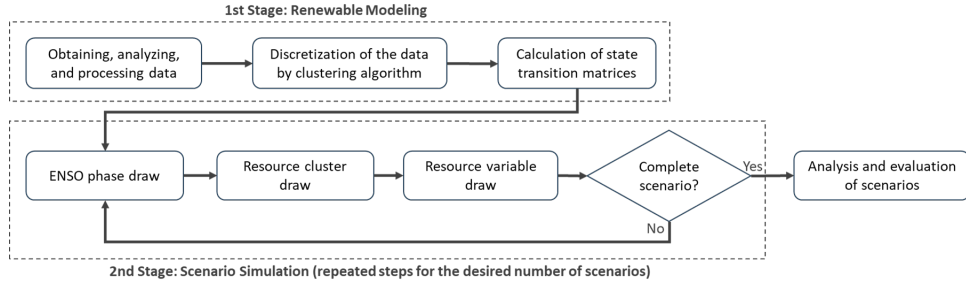 1st Stage: Renewable Modeling
Obtaining, analyzing,
and processing data
Discretization of the data
by clustering algorithm
Calculation of state
transition matrices
ENSO phase draw
Resource cluster
draw
Resource variable
draw
Complete
scenario?
Yes
No
Analysis and evaluation
of scenarios
2nd Stage: Scenario Simulation (repeated steps for the desired number of scenarios)